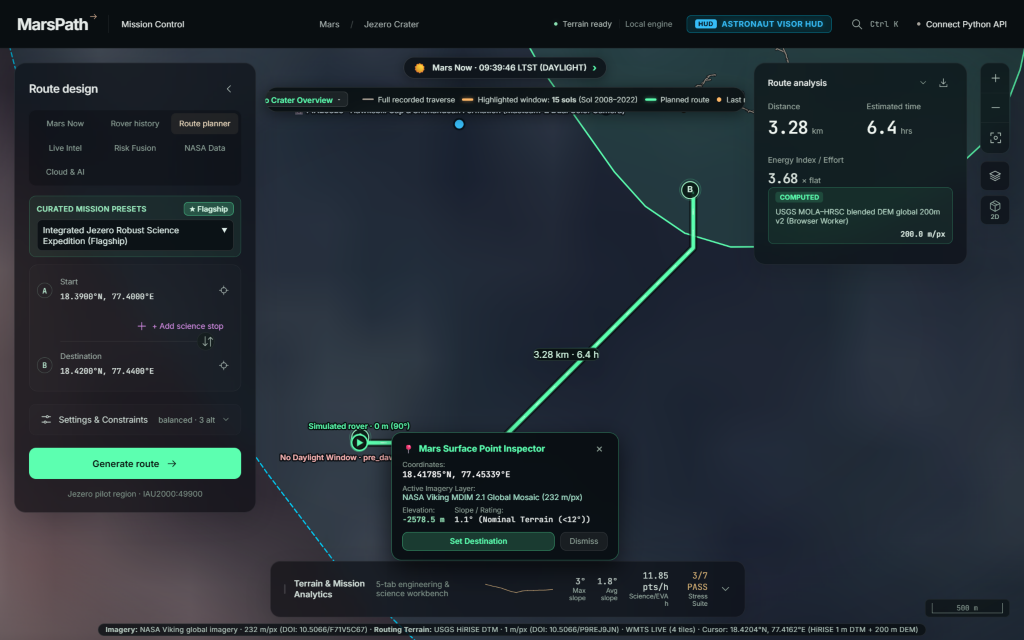 MarsPath
Mission Control
Mars / Jezero Crater
Terrain ready
Local engine
HUD ASTRONAUT VISOR HUD
Ctrl K
Connect Python API
Mars Now · 09:39:46 LTST (DAYLIGHT) ›
Crater Overview
Full recorded traverse
Highlighted window: 15 sols (Sol 2008–2022)
Planned route
Last
Route design
Mars Now
Rover history
Route planner
Live Intel
Risk Fusion
NASA Data
Cloud & AI
CURATED MISSION PRESETS
★ Flagship
Integrated Jezero Robust Science
Expedition (Flagship)
A
Start
18.3900°N, 77.4000°E
+ Add science stop
B
Destination
18.4200°N, 77.4400°E
Settings & Constraints
balanced · 3 alt
Generate route →
Jezero pilot region · IAU2000:49900
Route analysis
Distance
3.28 km
Estimated time
6.4 hrs
Energy Index / Effort
3.68 × flat
COMPUTED
USGS MOLA–HRSC blended DEM global 200m
v2 (Browser Worker)
200.0 m/px
2D
B
3.28 km · 6.4 h
Simulated rover · 0 m (90°)
No Daylight Window · pre_daw
Mars Surface Point Inspector
Coordinates:
18.41785°N, 77.45339°E
Active Imagery Layer:
NASA Viking MDIM 2.1 Global Mosaic (232 m/px)
Elevation:
-2578.5 m
Slope / Rating:
1.1° (Nominal Terrain (<12°))
Set Destination
Dismiss
Terrain & Mission
Analytics
5-tab engineering &
science workbench
3°
Max
slope
1.8°
Avg
slope
11.85
pts/h
Science/EVA
h
3/7
PASS
Stress
Suite
500 m
Imagery: NASA Viking global imagery · 232 m/px (DOI: 10.5066/F71V5C67) · Routing Terrain: USGS HiRISE DTM · 1 m/px (DOI: 10.5066/P9REJ9JN) · WMTS LIVE (4 tiles) · Cursor: 18.4204°N, 77.4162°E (HiRISE 1 m DTM + 200 m DEM)